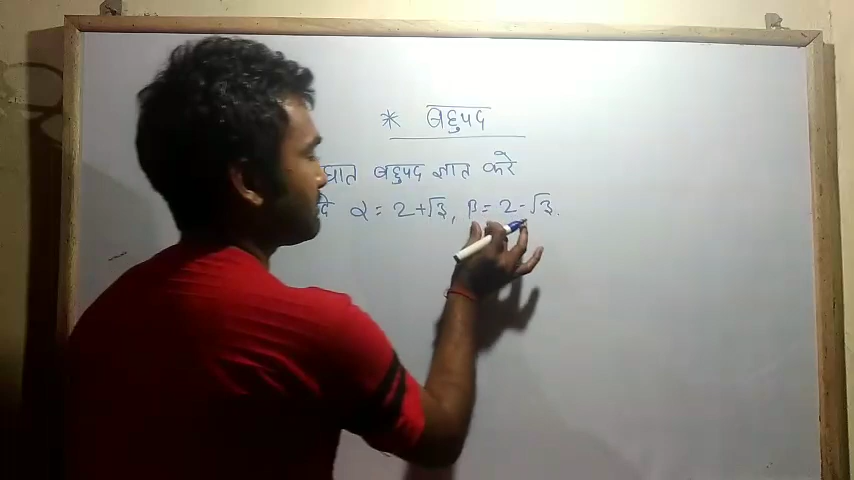 * बहुपद
घात बहुपद ज्ञात करे
α = 2+√3, β = 2-√3.